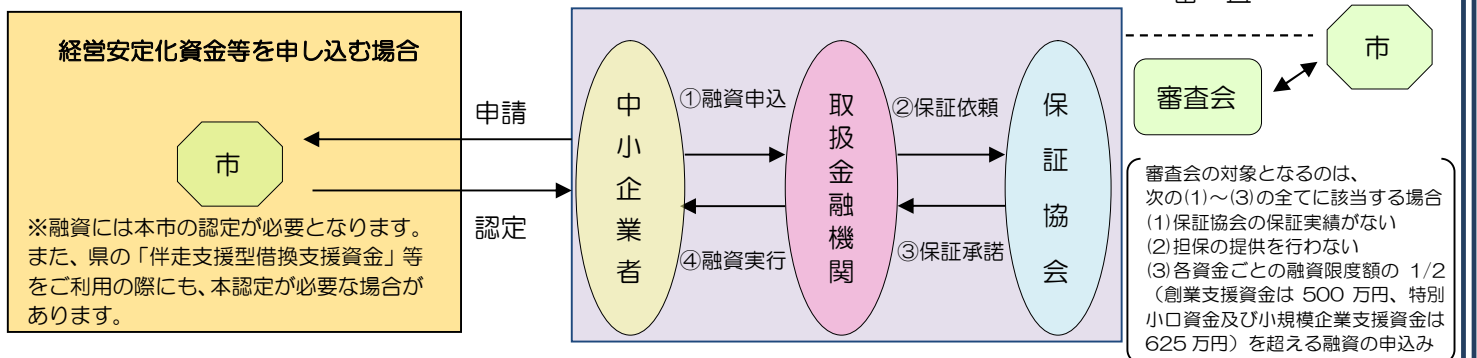 経営安定化資金等を申し込む場合
市
※融資には本市の認定が必要となります。
また、県の「伴走支援型借換支援資金」等
をご利用の際にも、本認定が必要な場合が
あります。
申請
認定
中小企業者
①融資申込
④融資実行
取扱金融機関
②保証依頼
③保証承諾
保証協会
市
審査会
審査会の対象となるのは、
次の(1)～(3)の全てに該当する場合
(1)保証協会の保証実績がない
(2)担保の提供を行わない
(3)各資金ごとの融資限度額の 1/2
（創業支援資金は 500 万円、特別
小口資金及び小規模企業支援資金は
625 万円）を超える融資の申込み